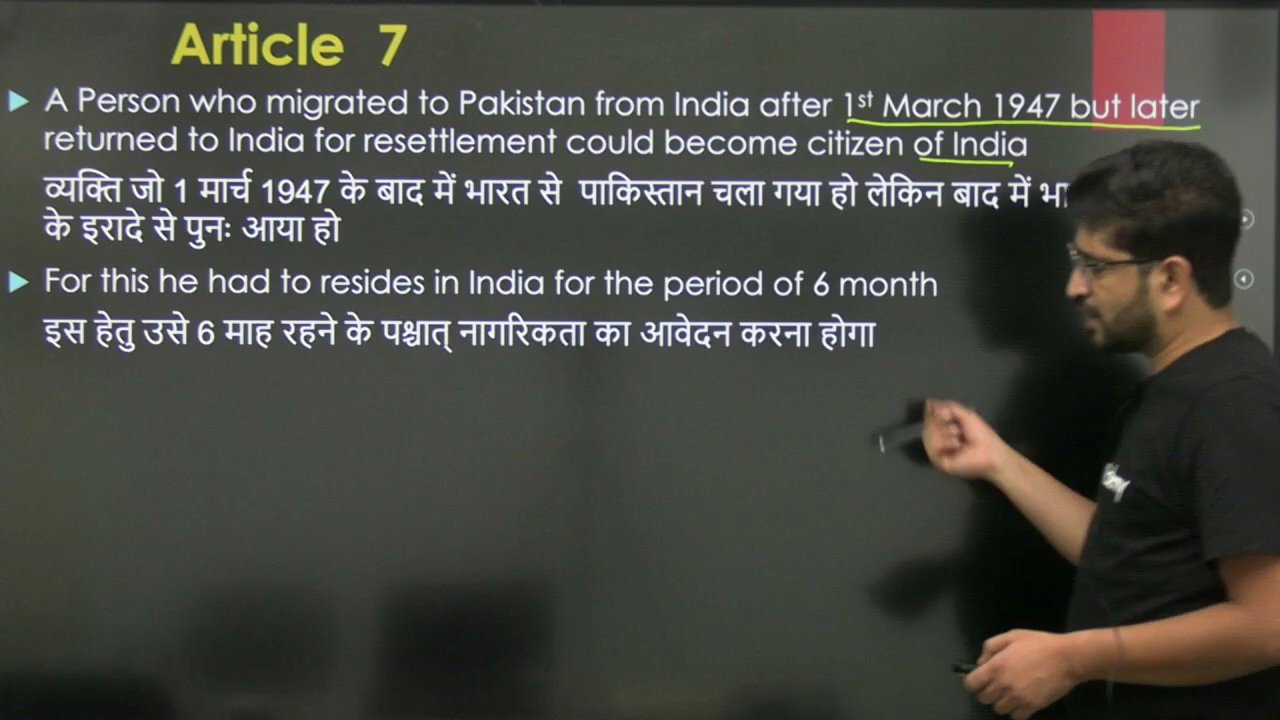 Article 7
A Person who migrated to Pakistan from India after 1st March 1947 but later
returned to India for resettlement could become citizen of India
व्यक्ति जो 1 मार्च 1947 के बाद में भारत से पाकिस्तान चला गया हो लेकिन बाद में
के इरादे से पुनः आया हो
For this he had to resides in India for the period of 6 month
इस हेतु उसे 6 माह रहने के पश्चात् नागरिकता का आवेदन करना होगा